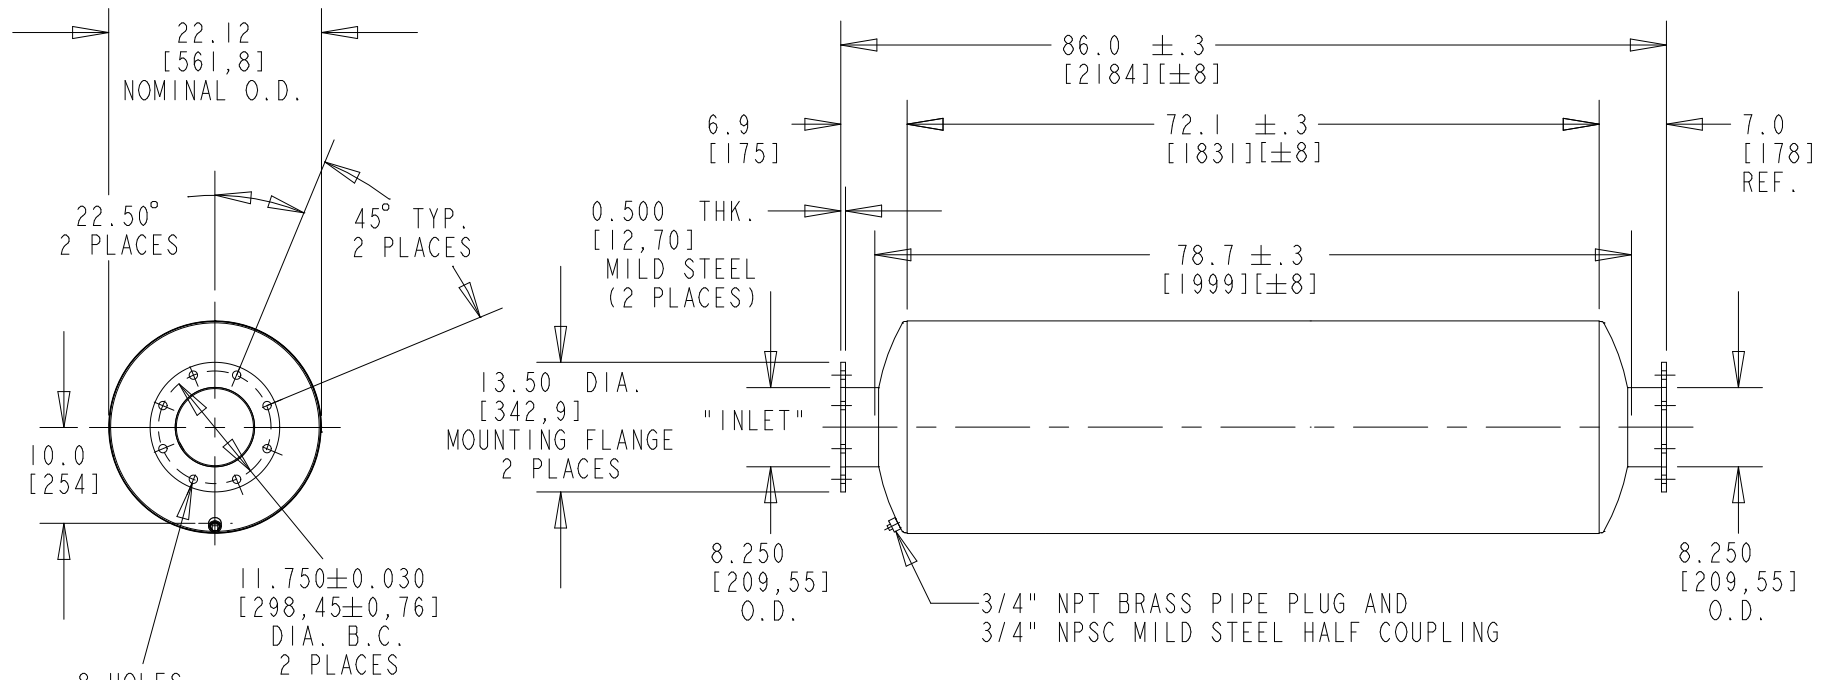 22.12
[561,8]
NOMINAL O.D.
86.0 ±.3
[2184][±8]
6.9
[175]
72.1 ±.3
[1831][±8]
7.0
[178]
REF.
22.50°
2 PLACES
45° TYP.
2 PLACES
0.500 THK.
[12,70]
MILD STEEL
(2 PLACES)
78.7 ±.3
[1999][±8]
13.50 DIA.
[342,9]
MOUNTING FLANGE
2 PLACES
"INLET"
10.0
[254]
8.250
[209,55]
O.D.
8.250
[209,55]
O.D.
11.750±0.030
[298,45±0,76]
DIA. B.C.
2 PLACES
3/4" NPT BRASS PIPE PLUG AND
3/4" NPSC MILD STEEL HALF COUPLING
8 HOLES